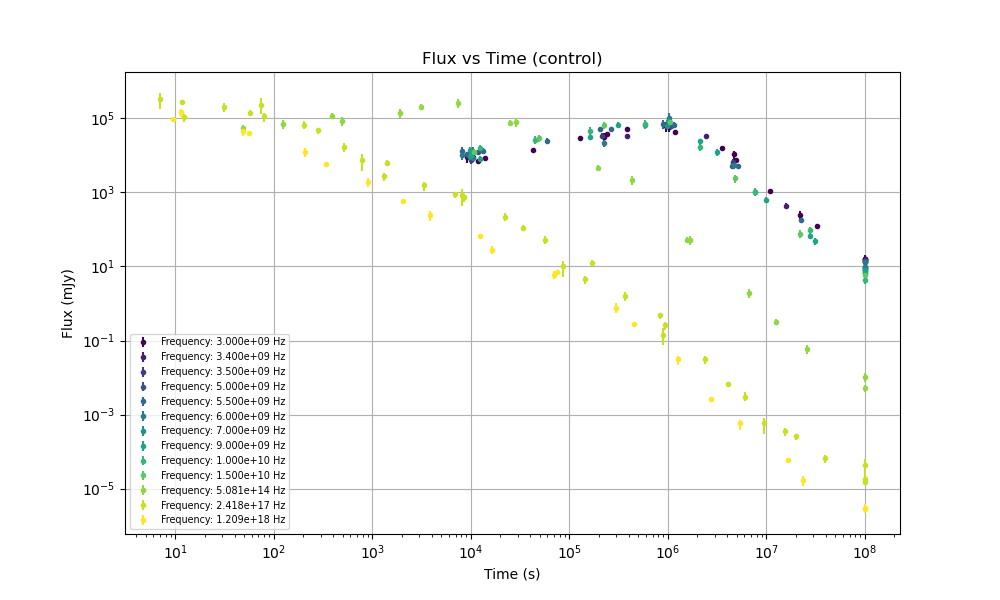 Flux vs Time (control)
Flux (mJy)
10^5
10^3
10^1
10^−1
10^−3
10^−5
Frequency: 3.000e+09 Hz
Frequency: 3.400e+09 Hz
Frequency: 3.500e+09 Hz
Frequency: 5.000e+09 Hz
Frequency: 5.500e+09 Hz
Frequency: 6.000e+09 Hz
Frequency: 7.000e+09 Hz
Frequency: 9.000e+09 Hz
Frequency: 1.000e+10 Hz
Frequency: 1.500e+10 Hz
Frequency: 5.081e+14 Hz
Frequency: 2.418e+17 Hz
Frequency: 1.209e+18 Hz
10^1 10^2 10^3 10^4 10^5 10^6 10^7 10^8
Time (s)